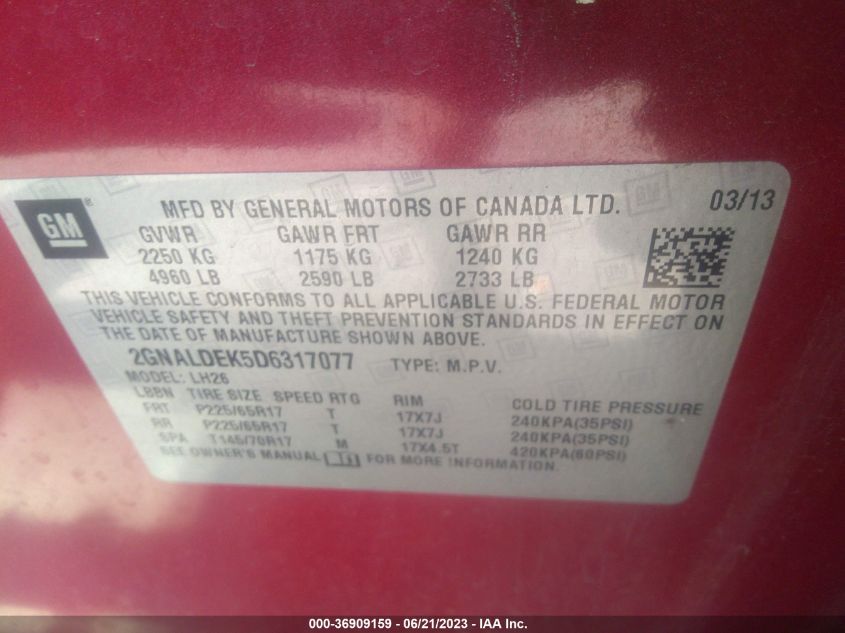 GM
MFD BY GENERAL MOTORS OF CANADA LTD. 03/13
GVWR GAWR FRT GAWR RR
2250 KG 1175 KG 1240 KG
4960 LB 2590 LB 2733 LB
THIS VEHICLE CONFORMS TO ALL APPLICABLE U.S. FEDERAL MOTOR
VEHICLE SAFETY AND THEFT PREVENTION STANDARDS IN EFFECT ON
THE DATE OF MANUFACTURE SHOWN ABOVE.
2GNALDEK5D6317077 TYPE: M.P.V.
MODEL: LH26
LBBN TIRE SIZE SPEED RTG RIM COLD TIRE PRESSURE
FRT P225/65R17 T 17X7J 240KPA(35PSI)
RR P225/65R17 T 17X7J 240KPA(35PSI)
SPA T145/70R17 M 17X4.5T 420KPA(60PSI)
SEE OWNER'S MANUAL FOR MORE INFORMATION.
000-36909159 - 06/21/2023 - IAA Inc.